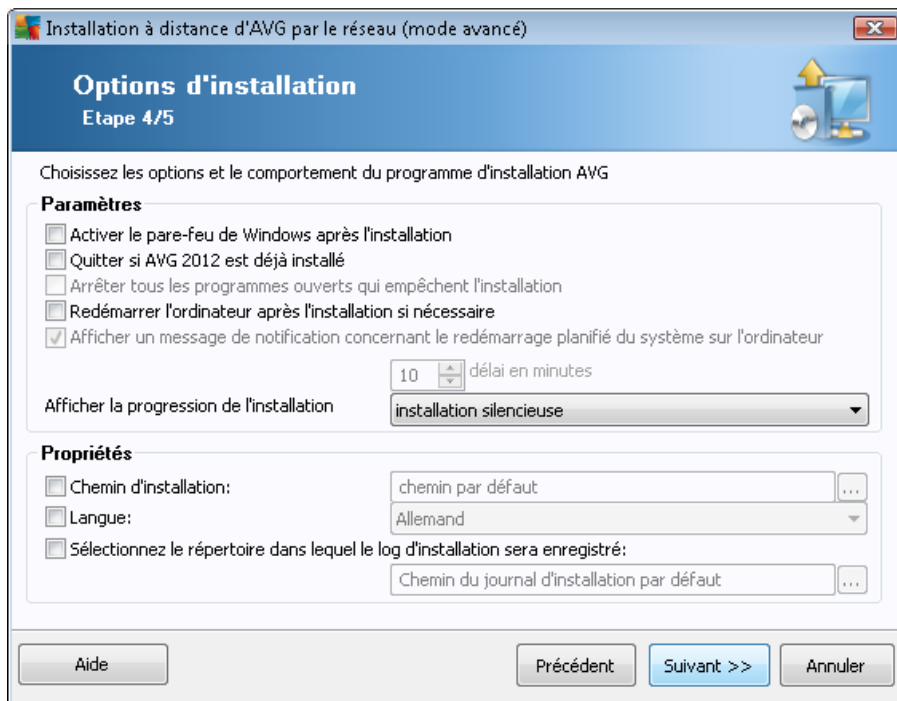 Installation à distance d'AVG par le réseau (mode avancé)
Options d'installation
Etape 4/5
Choisissez les options et le comportement du programme d'installation AVG
Paramètres
Activer le pare-feu de Windows après l'installation
Quitter si AVG 2012 est déjà installé
Arrêter tous les programmes ouverts qui empêchent l'installation
Redémarrer l'ordinateur après l'installation si nécessaire
Afficher un message de notification concernant le redémarrage planifié du système sur l'ordinateur
10 délai en minutes
Afficher la progression de l'installation installation silencieuse
Propriétés
Chemin d'installation: chemin par défaut ...
Langue: Allemand
Sélectionnez le répertoire dans lequel le log d'installation sera enregistré:
Chemin du journal d'installation par défaut ...
Aide Précédent Suivant >> Annuler